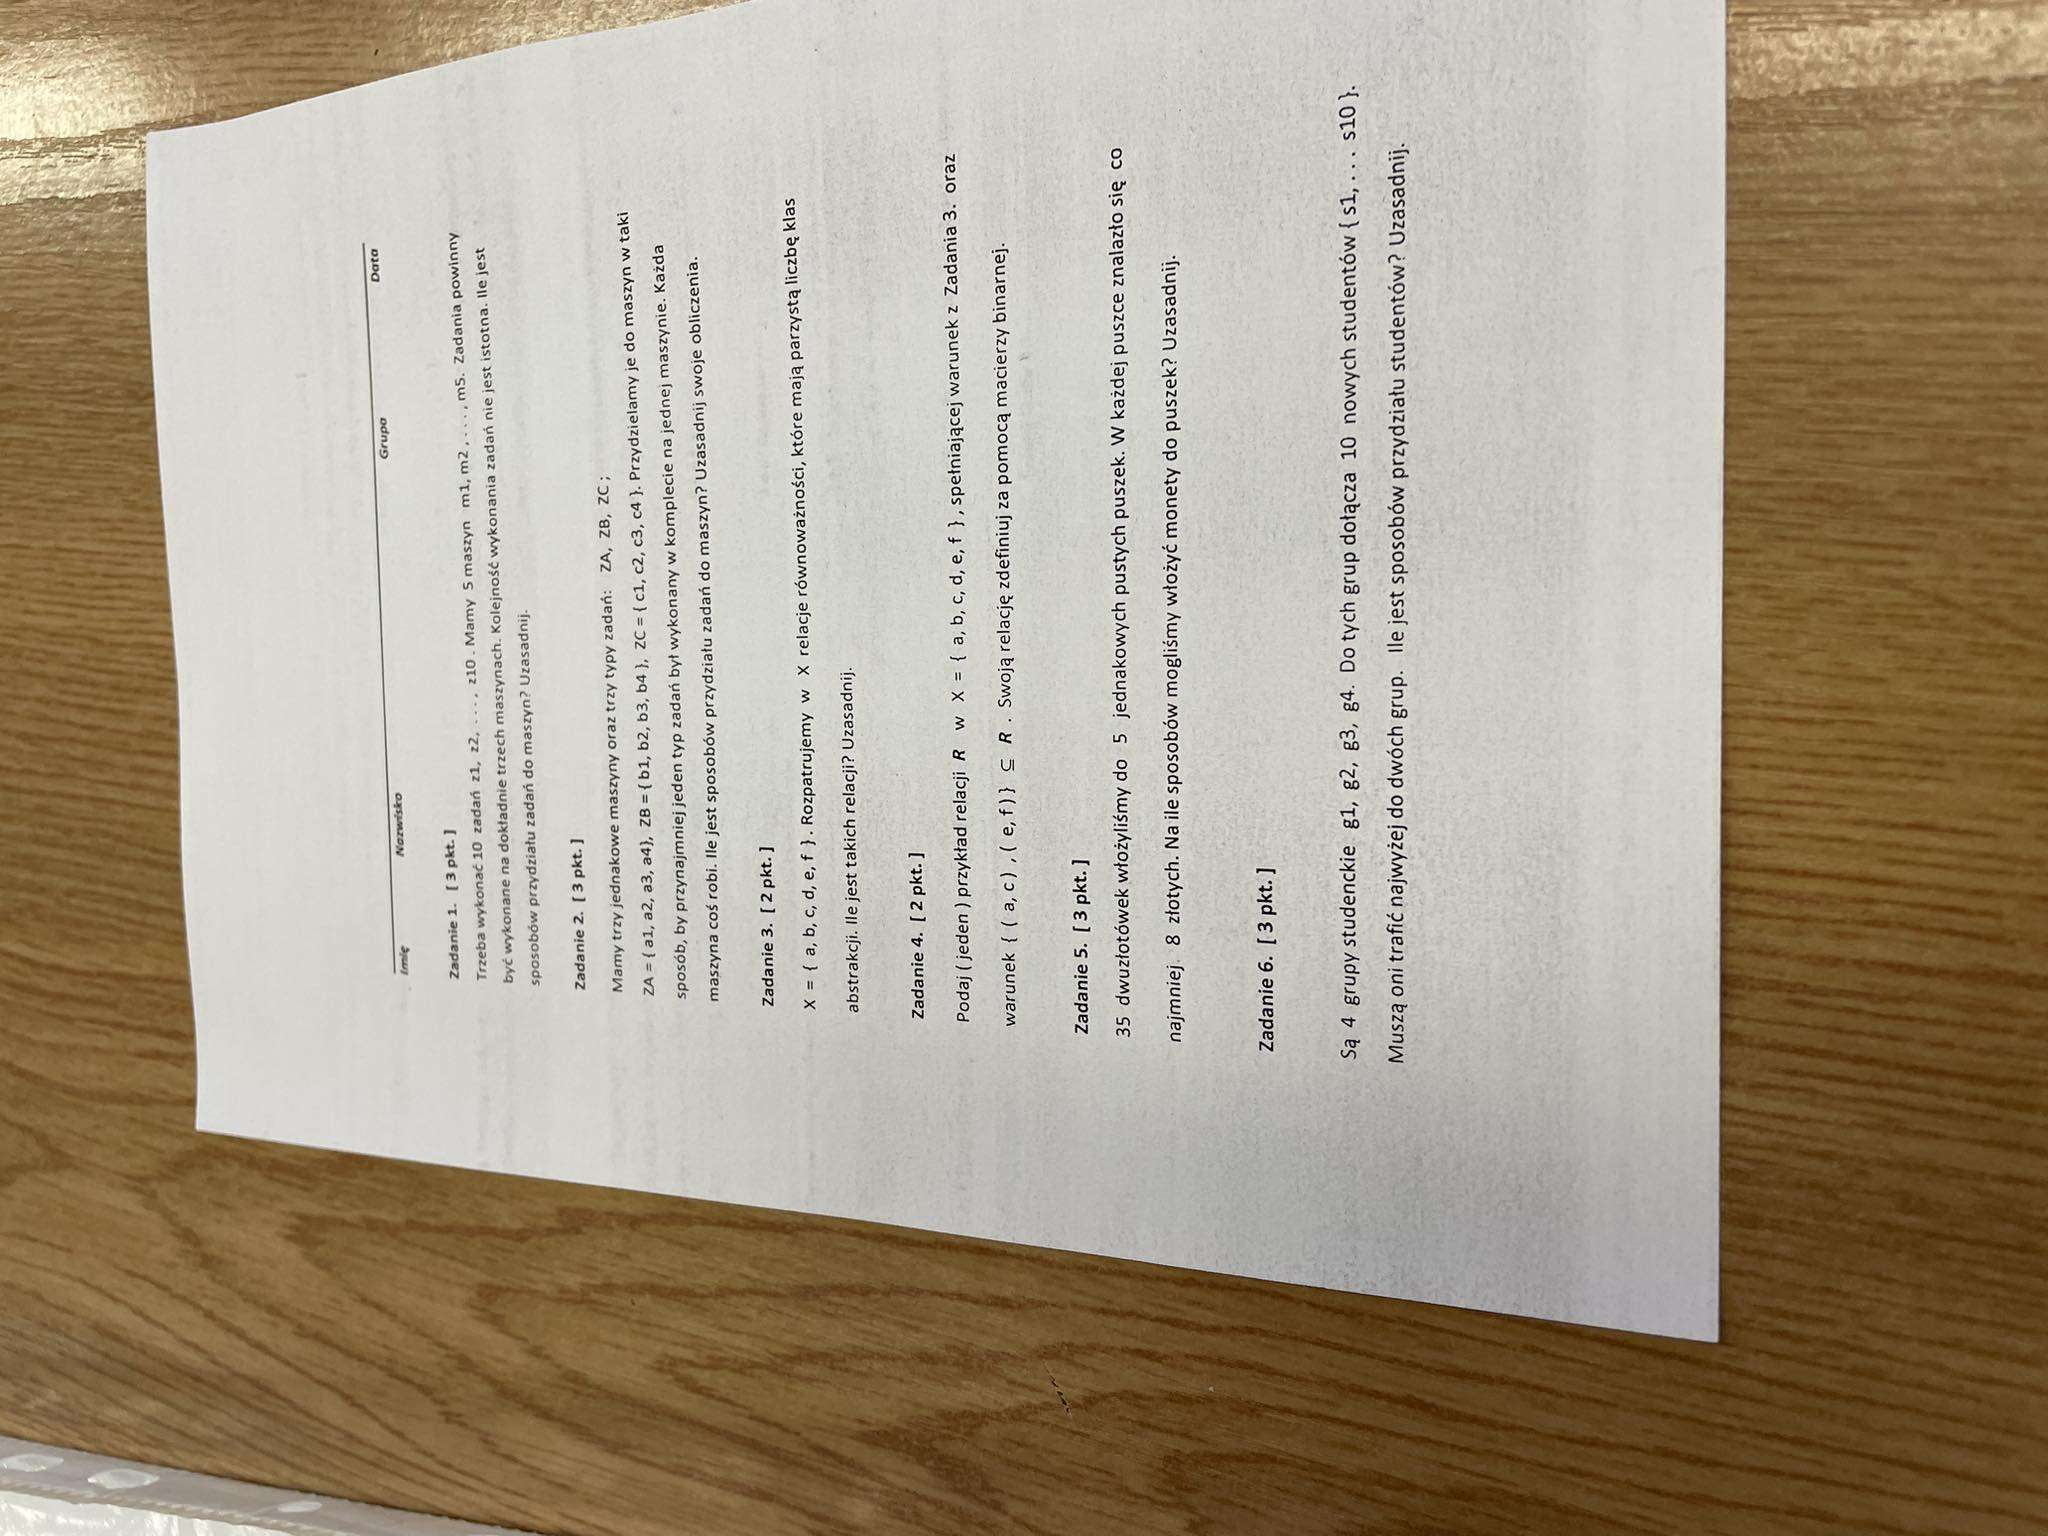 Imię Nazwisko Grupa Data
Zadanie 1. [ 3 pkt. ]
Trzeba wykonać 10 zadań z1, z2, . . . , z10 . Mamy 5 maszyn m1, m2 , . . . , m5. Zadania powinny
być wykonane na dokładnie trzech maszynach. Kolejność wykonania zadań nie jest istotna. Ile jest
sposobów przydziału zadań do maszyn? Uzasadnij.
Zadanie 2. [ 3 pkt. ]
Mamy trzy jednakowe maszyny oraz trzy typy zadań: ZA, ZB, ZC ;
ZA = { a1, a2, a3, a4}, ZB = { b1, b2, b3, b4 }, ZC = { c1, c2, c3, c4 }. Przydzielamy je do maszyn w taki
sposób, by przynajmniej jeden typ zadań był wykonany w komplecie na jednej maszynie. Każda
maszyna coś robi. Ile jest sposobów przydziału zadań do maszyn? Uzasadnij swoje obliczenia.
Zadanie 3. [ 2 pkt. ]
X = { a, b, c, d, e, f } . Rozpatrujemy w X relacje równoważności, które mają parzystą liczbę klas
abstrakcji. Ile jest takich relacji? Uzasadnij.
Zadanie 4. [ 2 pkt. ]
Podaj ( jeden ) przykład relacji R w X = { a, b, c, d, e, f } , spełniającej warunek z Zadania 3. oraz
warunek { ( a, c ) , ( e, f ) } ⊆ R . Swoją relację zdefiniuj za pomocą macierzy binarnej.
Zadanie 5. [ 3 pkt. ]
35 dwuzłotówek włożyliśmy do 5 jednakowych pustych puszek. W każdej puszce znalazło się co
najmniej 8 złotych. Na ile sposobów mogliśmy włożyć monety do puszek? Uzasadnij.
Zadanie 6. [ 3 pkt. ]
Są 4 grupy studenckie g1, g2, g3, g4. Do tych grup dołącza 10 nowych studentów { s1, . . . s10 }.
Muszą oni trafić najwyżej do dwóch grup. Ile jest sposobów przydziału studentów? Uzasadnij.